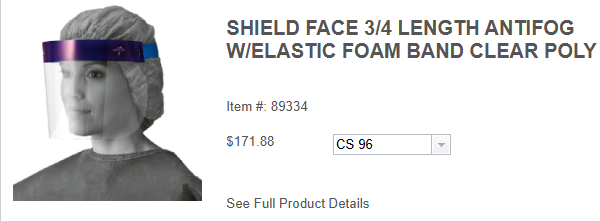 SHIELD FACE 3/4 LENGTH ANTIFOG
W/ELASTIC FOAM BAND CLEAR POLY
Item #: 89334
$171.88 CS 96
See Full Product Details